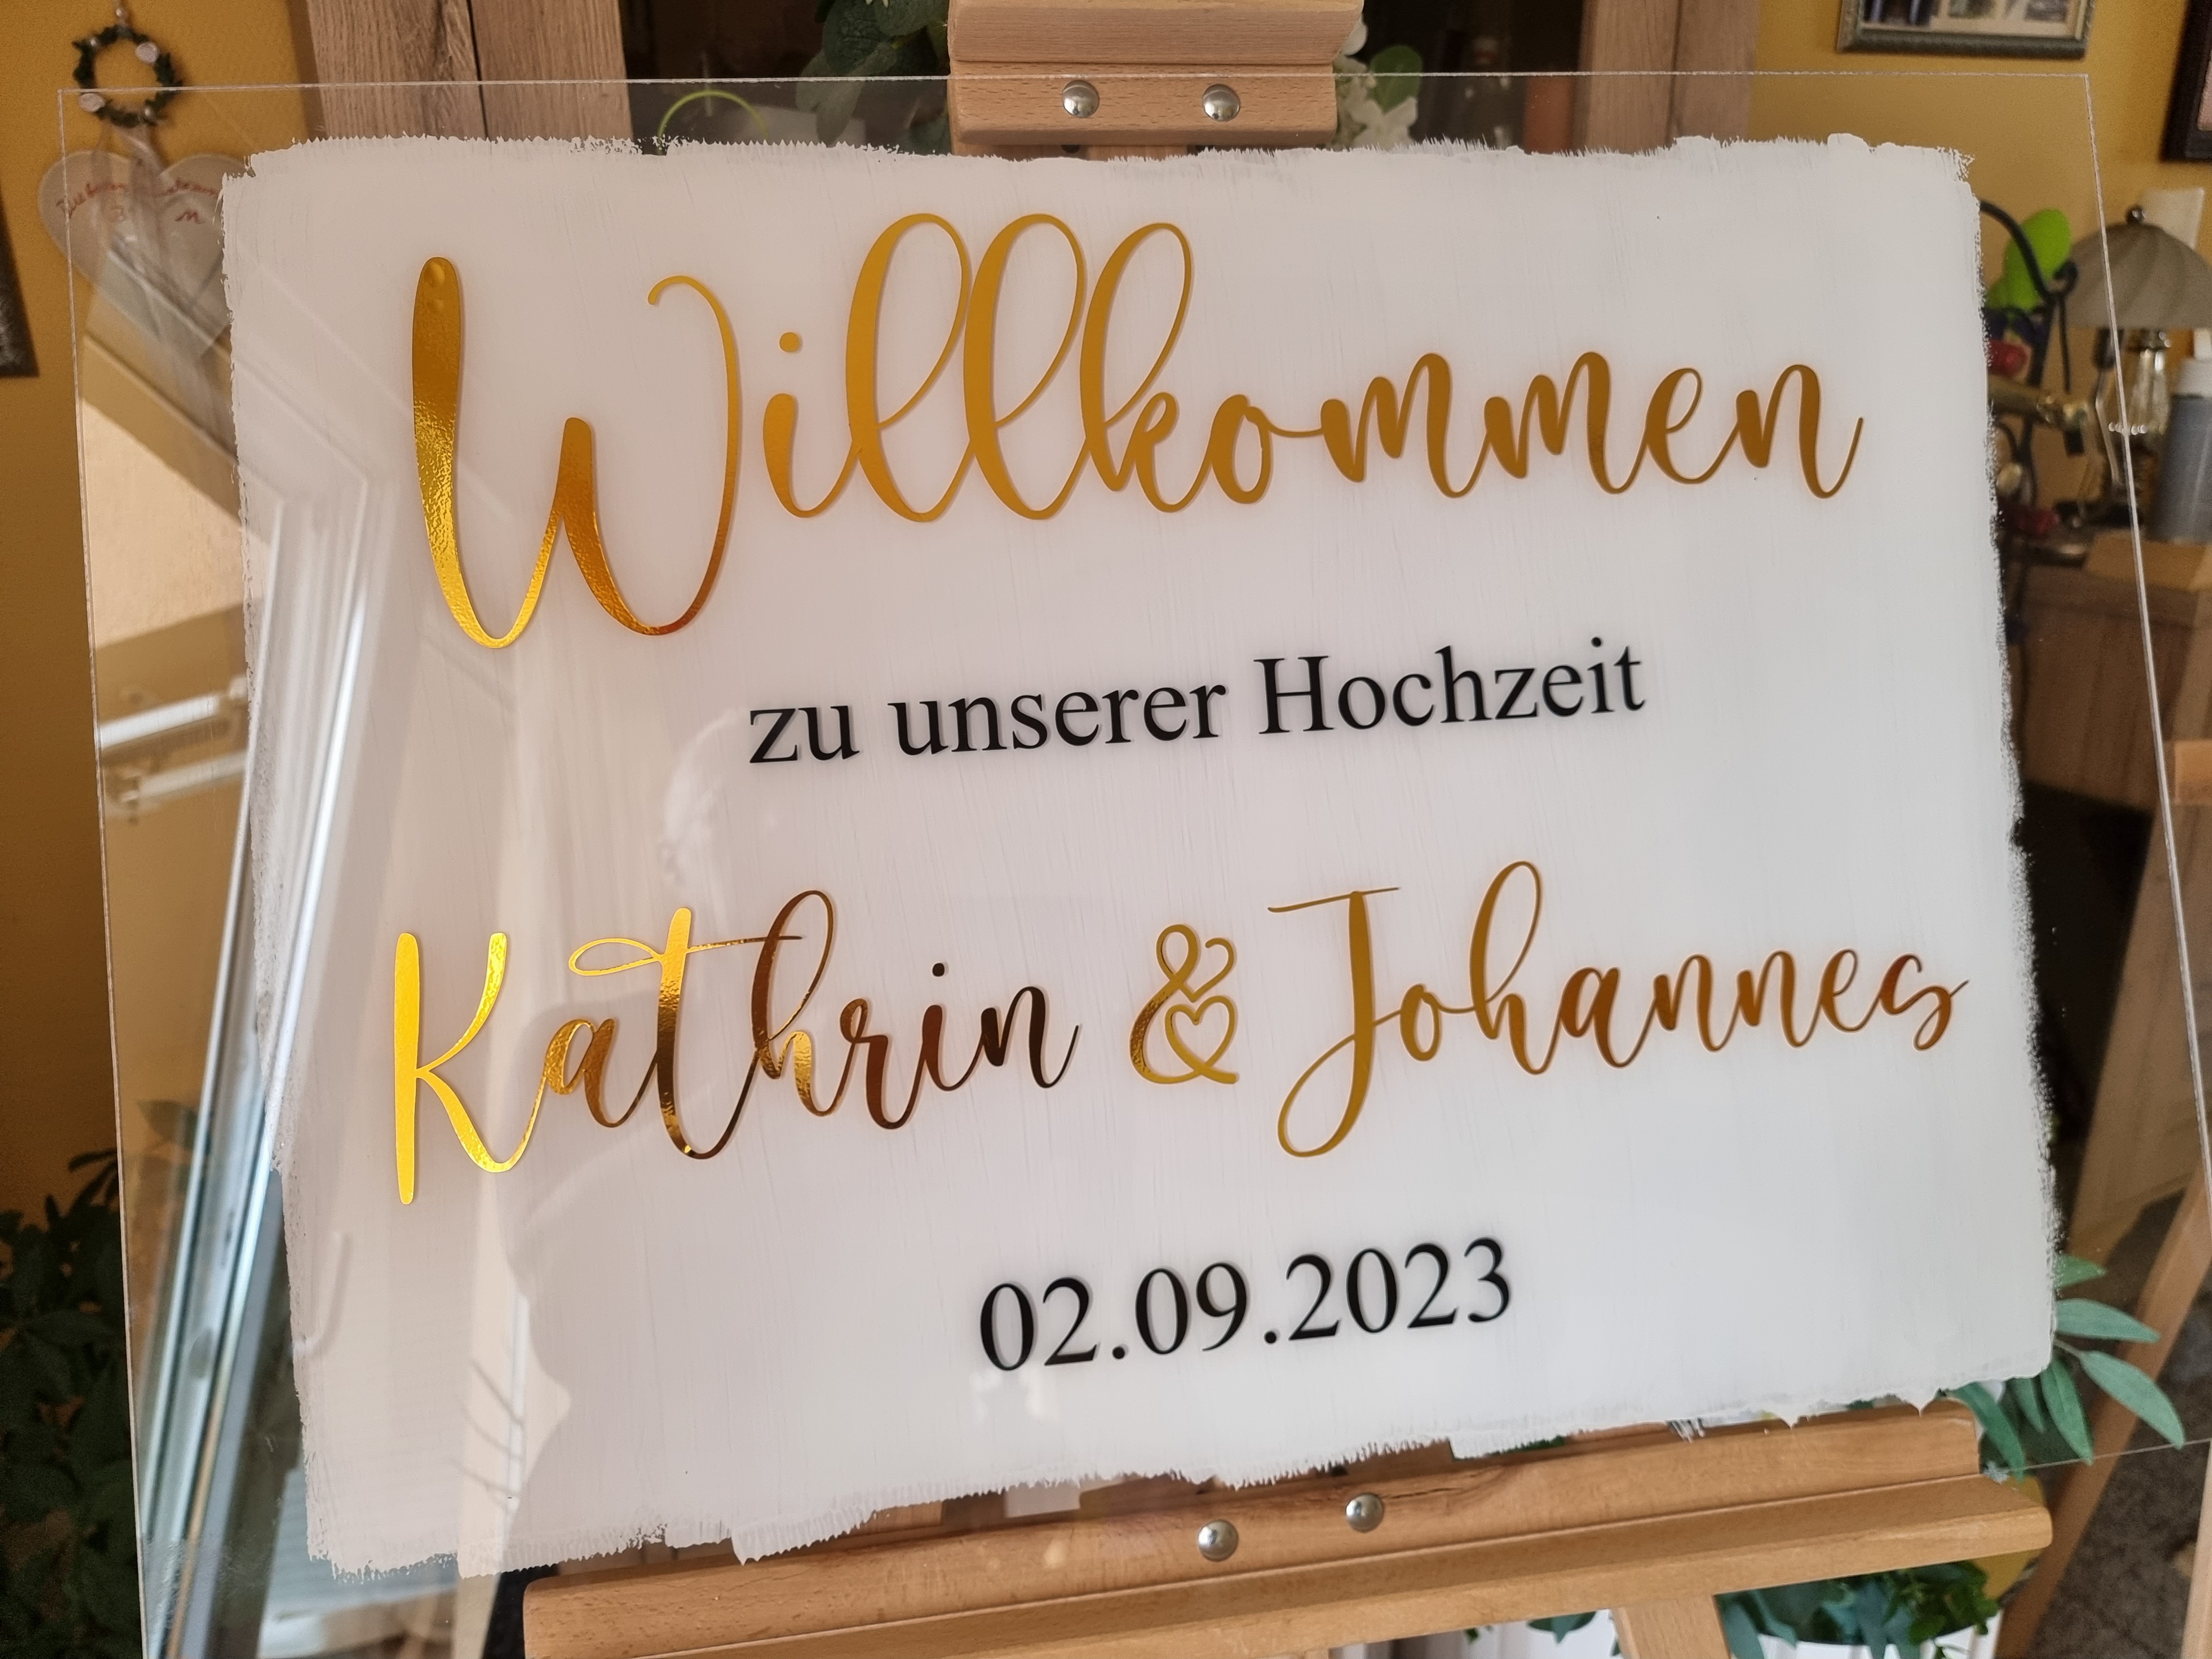 Willkommen
zu unserer Hochzeit
Kathrin & Johannes
02.09.2023